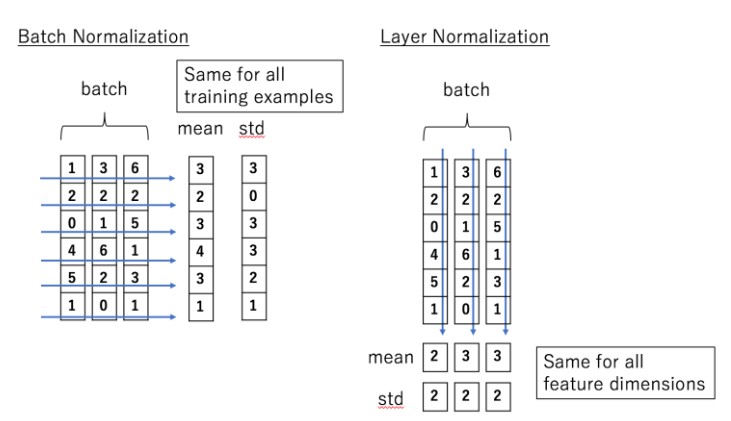 Batch Normalization
Same for all
training examples
batch
mean std
1 3 6 3 3
2 2 2 2 0
0 1 5 3 3
4 6 1 4 3
5 2 3 3 2
1 0 1 1 1
Layer Normalization
batch
1 3 6
2 2 2
0 1 5
4 6 1
5 2 3
1 0 1
mean 2 3 3
std 2 2 2
Same for all
feature dimensions